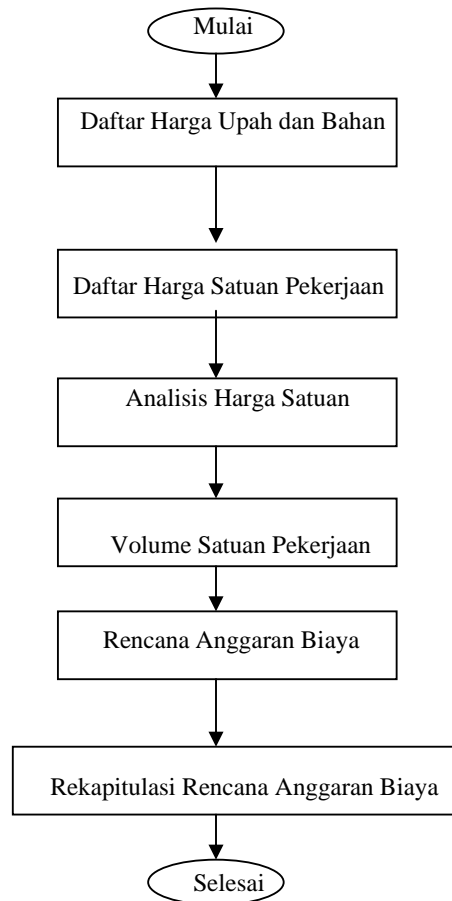 Mulai
Daftar Harga Upah dan Bahan
Daftar Harga Satuan Pekerjaan
Analisis Harga Satuan
Volume Satuan Pekerjaan
Rencana Anggaran Biaya
Rekapitulasi Rencana Anggaran Biaya
Selesai